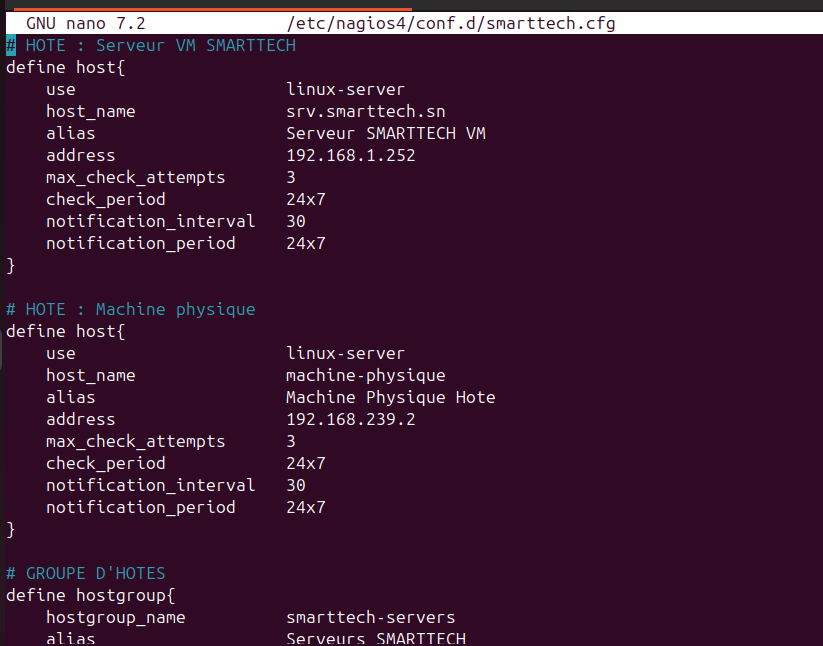 GNU nano 7.2 /etc/nagios4/conf.d/smarttech.cfg
# HOTE : Serveur VM SMARTTECH
define host{
use linux-server
host_name srv.smarttech.sn
alias Serveur SMARTTECH VM
address 192.168.1.252
max_check_attempts 3
check_period 24x7
notification_interval 30
notification_period 24x7
}
# HOTE : Machine physique
define host{
use linux-server
host_name machine-physique
alias Machine Physique Hote
address 192.168.239.2
max_check_attempts 3
check_period 24x7
notification_interval 30
notification_period 24x7
}
# GROUPE D'HOTES
define hostgroup{
hostgroup_name smarttech-servers
alias Serveurs SMARTTECH